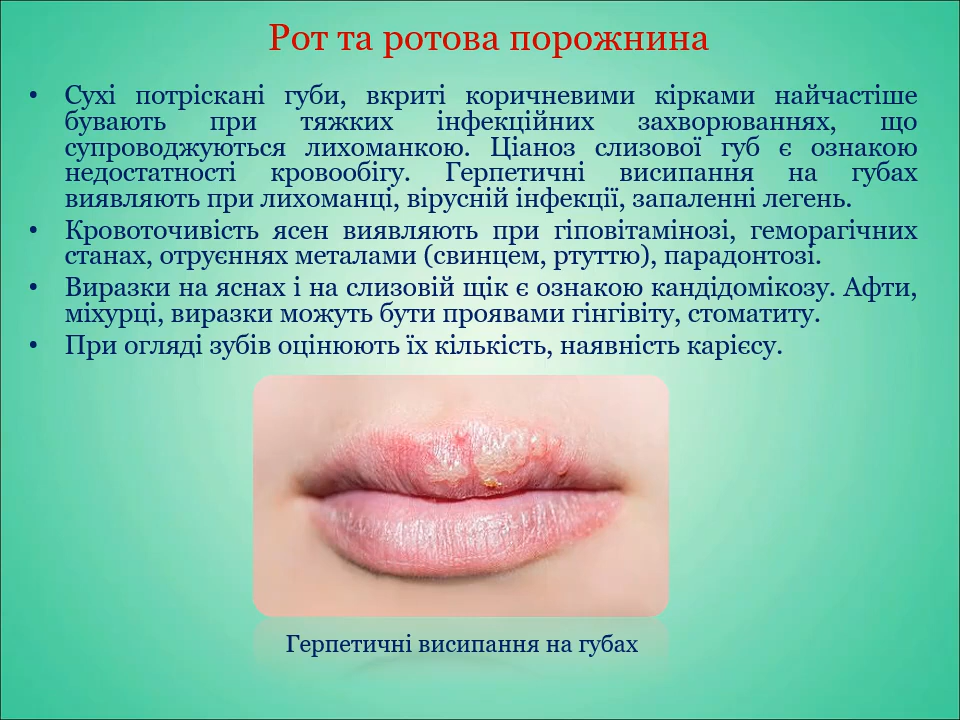 Рот та ротова порожнина
• Сухі потріскані губи, вкриті коричневими кірками найчастіше
бувають при тяжких інфекційних захворюваннях, що
супроводжуються лихоманкою. Ціаноз слизової губ є ознакою
недостатності кровообігу. Герпетичні висипання на губах
виявляють при лихоманці, вірусній інфекції, запаленні легень.
• Кровоточивість ясен виявляють при гіповітамінозі, геморагічних
станах, отруєннях металами (свинцем, ртуттю), парадонтозі.
• Виразки на яснах і на слизовій щік є ознакою кандідомікозу. Афти,
міхурці, виразки можуть бути проявами гінгівіту, стоматиту.
• При огляді зубів оцінюють їх кількість, наявність карієсу.
Герпетичні висипання на губах